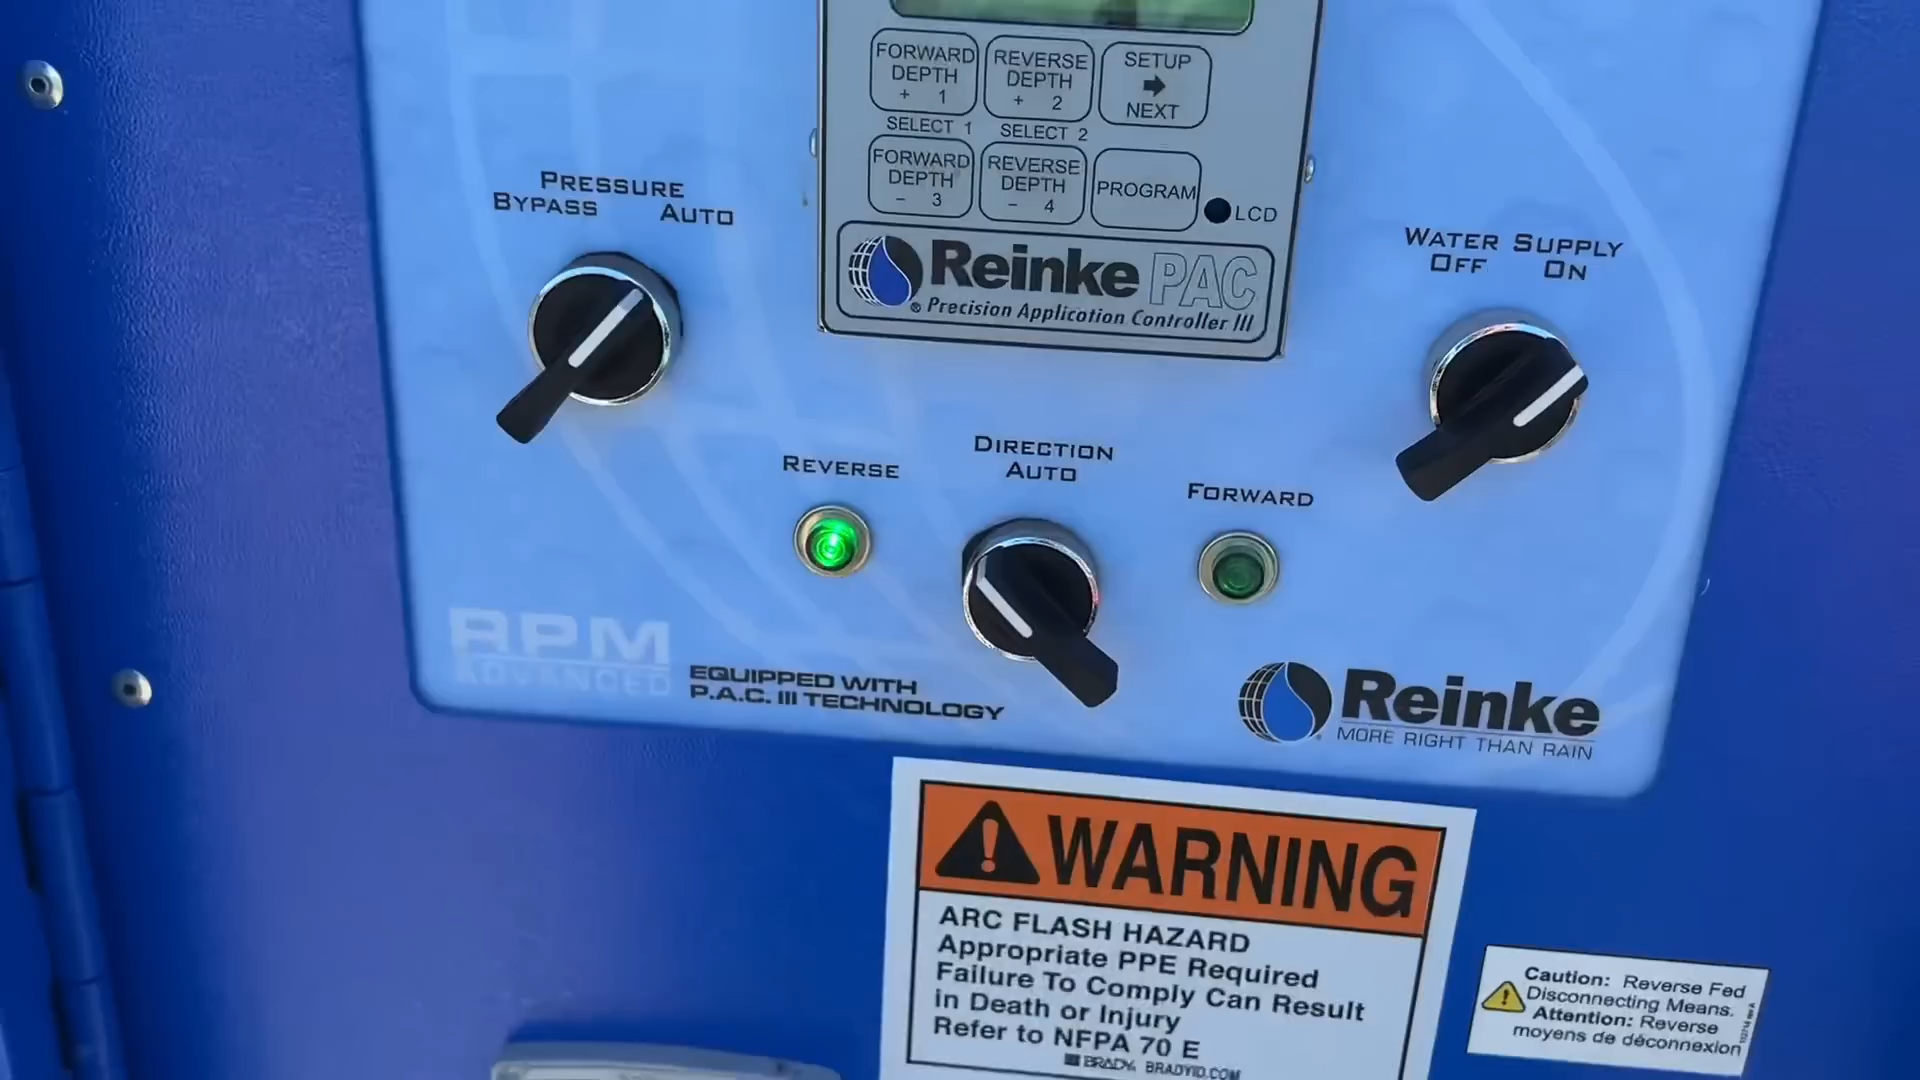 FORWARD DEPTH + 1
REVERSE DEPTH + 2
SETUP
NEXT
SELECT 1 SELECT 2
FORWARD DEPTH - 3
REVERSE DEPTH - 4
PROGRAM
LCD
Reinke PAC
® Precision Application Controller III
PRESSURE
BYPASS AUTO
WATER SUPPLY
OFF ON
REVERSE
DIRECTION
AUTO
FORWARD
RPM
ADVANCED
EQUIPPED WITH
P.A.C. III TECHNOLOGY
Reinke
MORE RIGHT THAN RAIN
WARNING
ARC FLASH HAZARD
Appropriate PPE Required
Failure To Comply Can Result
in Death or Injury
Refer to NFPA 70 E
BRADY. BRADYID.COM
Caution: Reverse Fed
Disconnecting Means.
Attention: Reverse
moyens de déconnexion